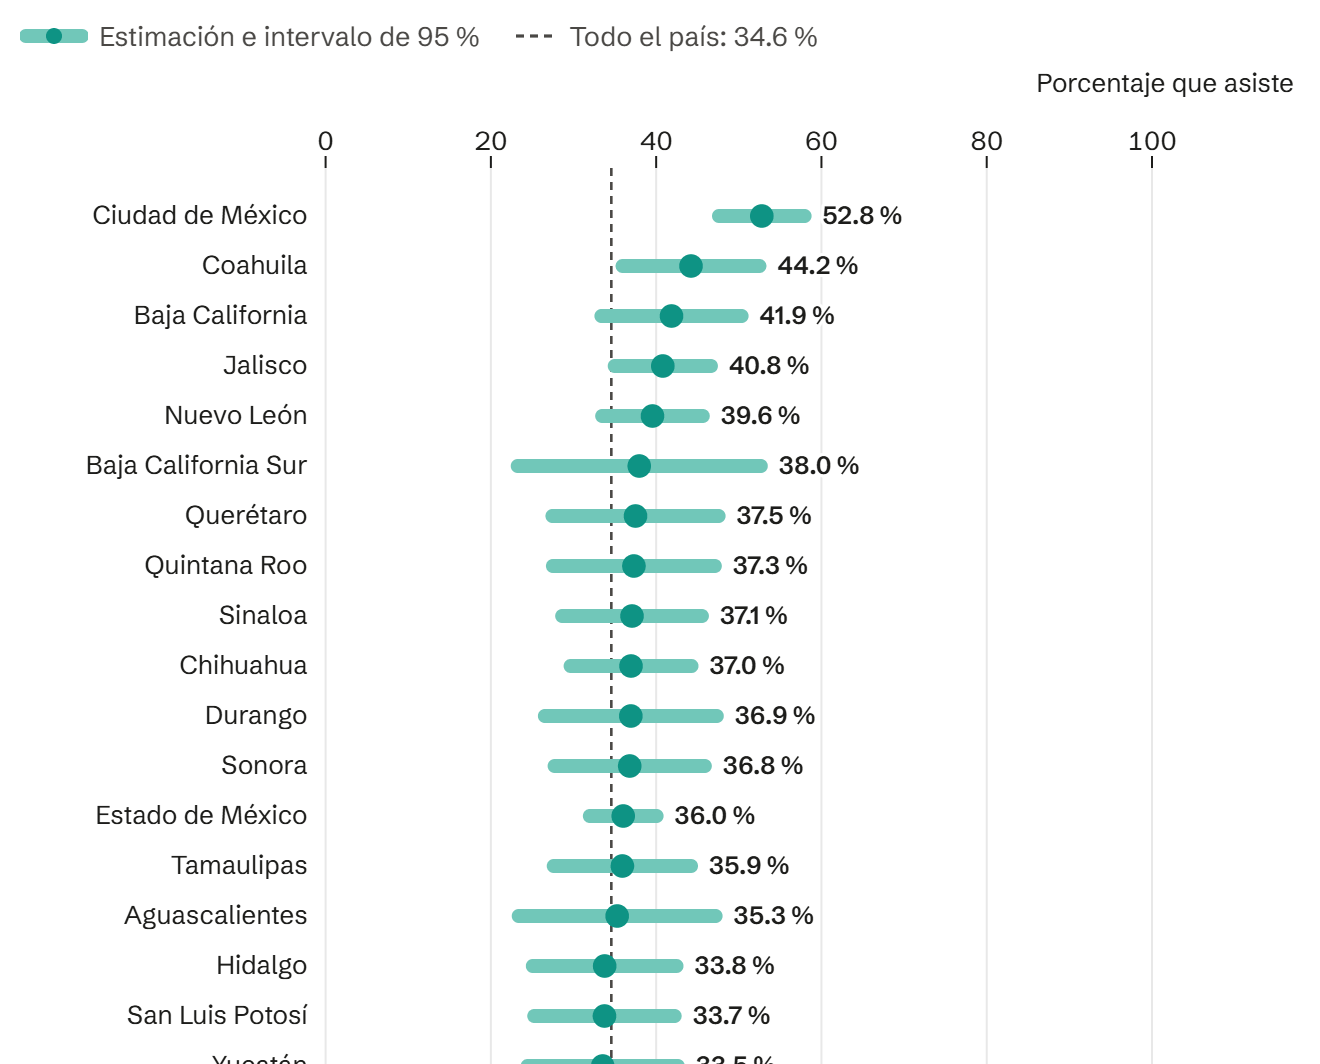 Estimación e intervalo de 95 % Todo el país: 34.6 %
Porcentaje que asiste
0 20 40 60 80 100
Ciudad de México 52.8 %
Coahuila 44.2 %
Baja California 41.9 %
Jalisco 40.8 %
Nuevo León 39.6 %
Baja California Sur 38.0 %
Querétaro 37.5 %
Quintana Roo 37.3 %
Sinaloa 37.1 %
Chihuahua 37.0 %
Durango 36.9 %
Sonora 36.8 %
Estado de México 36.0 %
Tamaulipas 35.9 %
Aguascalientes 35.3 %
Hidalgo 33.8 %
San Luis Potosí 33.7 %
Yucatán 33.5 %